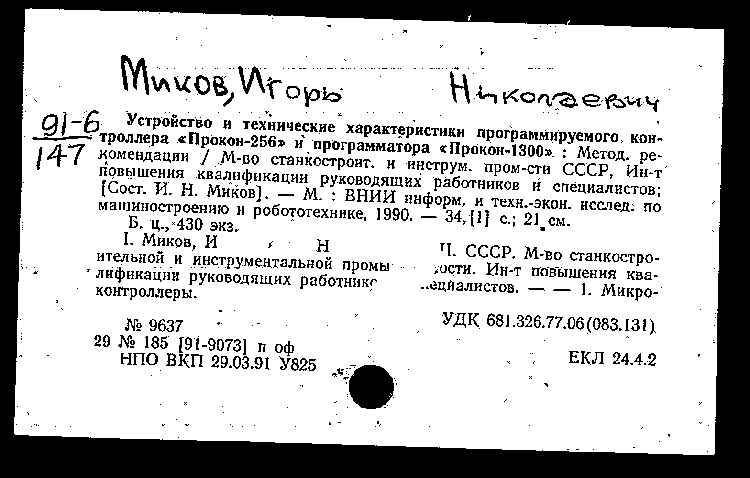 Миков, Игорь Николаевич
91-6
147
Устройство и технические характеристики программируемого кон-
троллера «Прокон-256» и программатора «Прокон-1300» : Метод. ре-
комендации / М-во станкостроит. и инструм. пром-сти СССР, Ин-т
повышения квалификации руководящих работников и специалистов;
[Сост. И. Н. Миков]. — М. : ВНИИ информ. и техн.-экон. исслед. по
машиностроению и робототехнике, 1990. — 34, [1] с.; 21 см.
Б. ц., 430 экз.
I. Миков, И Н II. СССР. М-во станкостро-
ительной и инструментальной промы ости. Ин-т повышения ква-
лификации руководящих работник ециалистов. — — 1. Микро-
контроллеры.
№ 9637 УДК 681.326.77.06(083.131)
29 № 185 [91-9073] п оф
НПО ВКП 29.03.91 У825 ЕКЛ 24.4.2